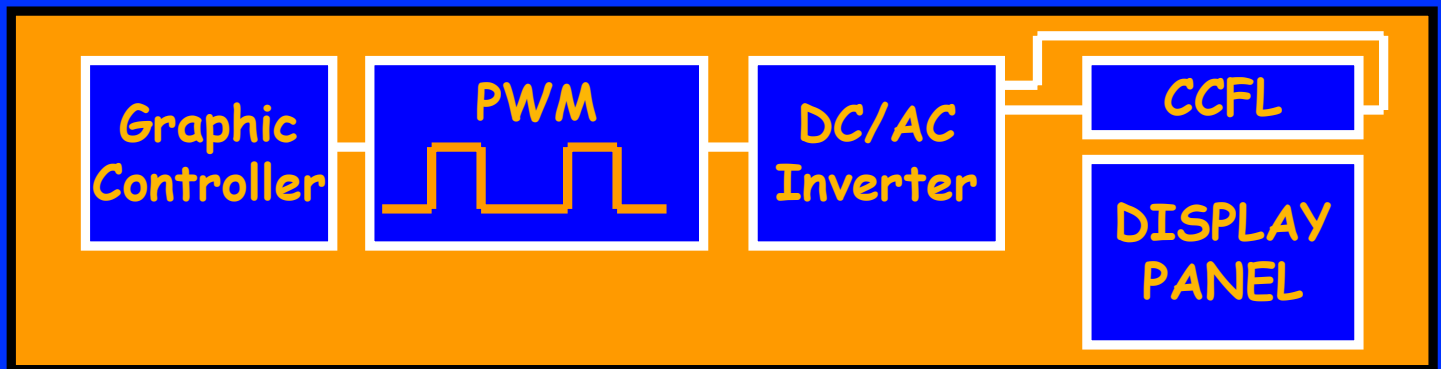 Graphic
Controller
PWM
DC/AC
Inverter
CCFL
DISPLAY
PANEL